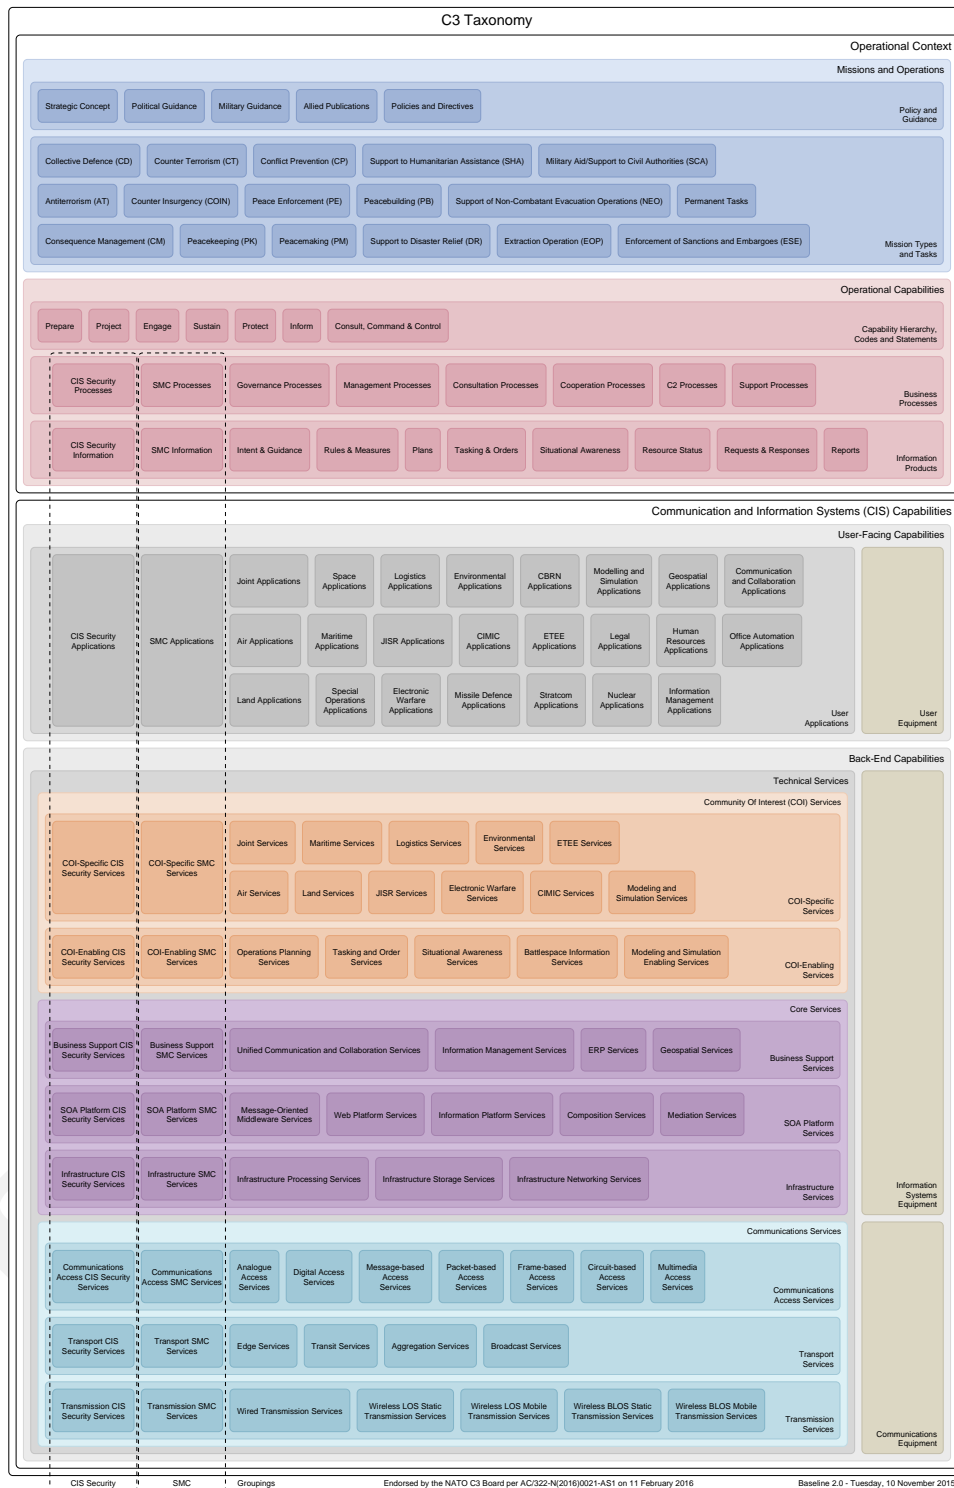 C3 Taxonomy
Operational Context
Missions and Operations
Strategic Concept
Political Guidance
Military Guidance
Allied Publications
Policies and Directives
Policy and
Guidance
Collective Defence (CD)
Counter Terrorism (CT)
Conflict Prevention (CP)
Support to Humanitarian Assistance (SHA)
Military Aid/Support to Civil Authorities (SCA)
Antiterrorism (AT)
Counter Insurgency (COIN)
Peace Enforcement (PE)
Peacebuilding (PB)
Support of Non-Combatant Evacuation Operations (NEO)
Permanent Tasks
Consequence Management (CM)
Peacekeeping (PK)
Peacemaking (PM)
Support to Disaster Relief (DR)
Extraction Operation (EOP)
Enforcement of Sanctions and Embargoes (ESE)
Mission Types
and Tasks
Operational Capabilities
Prepare
Project
Engage
Sustain
Protect
Inform
Consult, Command & Control
Capability Hierarchy,
Codes and Statements
CIS Security
Processes
SMC Processes
Governance Processes
Management Processes
Consultation Processes
Cooperation Processes
C2 Processes
Support Processes
Business
Processes
CIS Security
Information
SMC Information
Intent & Guidance
Rules & Measures
Plans
Tasking & Orders
Situational Awareness
Resource Status
Requests & Responses
Reports
Information
Products
Communication and Information Systems (CIS) Capabilities
User-Facing Capabilities
CIS Security
Applications
SMC Applications
Joint Applications
Space
Applications
Logistics
Applications
Environmental
Applications
CBRN
Applications
Modelling and
Simulation
Applications
Geospatial
Applications
Communication
and Collaboration
Applications
Air Applications
Maritime
Applications
JISR Applications
CIMIC
Applications
ETEE
Applications
Legal
Applications
Human
Resources
Applications
Office Automation
Applications
Land Applications
Special
Operations
Applications
Electronic
Warfare
Applications
Missile Defence
Applications
Stratcom
Applications
Nuclear
Applications
Information
Management
Applications
User
Applications
User
Equipment
Back-End Capabilities
Technical Services
Community Of Interest (COI) Services
COI-Specific CIS
Security Services
COI-Specific SMC
Services
Joint Services
Maritime Services
Logistics Services
Environmental
Services
ETEE Services
Air Services
Land Services
JISR Services
Electronic Warfare
Services
CIMIC Services
Modeling and
Simulation Services
COI-Specific
Services
COI-Enabling CIS
Security Services
COI-Enabling SMC
Services
Operations Planning
Services
Tasking and Order
Services
Situational Awareness
Services
Battlespace Information
Services
Modeling and Simulation
Enabling Services
COI-Enabling
Services
Core Services
Business Support CIS
Security Services
Business Support
SMC Services
Unified Communication and Collaboration Services
Information Management Services
ERP Services
Geospatial Services
Business Support
Services
SOA Platform CIS
Security Services
SOA Platform SMC
Services
Message-Oriented
Middleware Services
Web Platform Services
Information Platform Services
Composition Services
Mediation Services
SOA Platform
Services
Infrastructure CIS
Security Services
Infrastructure SMC
Services
Infrastructure Processing Services
Infrastructure Storage Services
Infrastructure Networking Services
Infrastructure
Services
Information
Systems
Equipment
Communications Services
Communications
Access CIS Security
Services
Communications
Access SMC Services
Analogue
Access
Services
Digital Access
Services
Message-based
Access
Services
Packet-based
Access
Services
Frame-based
Access
Services
Circuit-based
Access
Services
Multimedia
Access
Services
Communications
Access Services
Transport CIS
Security Services
Transport SMC
Services
Edge Services
Transit Services
Aggregation Services
Broadcast Services
Transport
Services
Transmission CIS
Security Services
Transmission SMC
Services
Wired Transmission Services
Wireless LOS Static
Transmission Services
Wireless LOS Mobile
Transmission Services
Wireless BLOS Static
Transmission Services
Wireless BLOS Mobile
Transmission Services
Transmission
Services
Communications
Equipment
CIS Security
SMC
Groupings
Endorsed by the NATO C3 Board per AC/322-N(2016)0021-AS1 on 11 February 2016
Baseline 2.0 - Tuesday, 10 November 2015